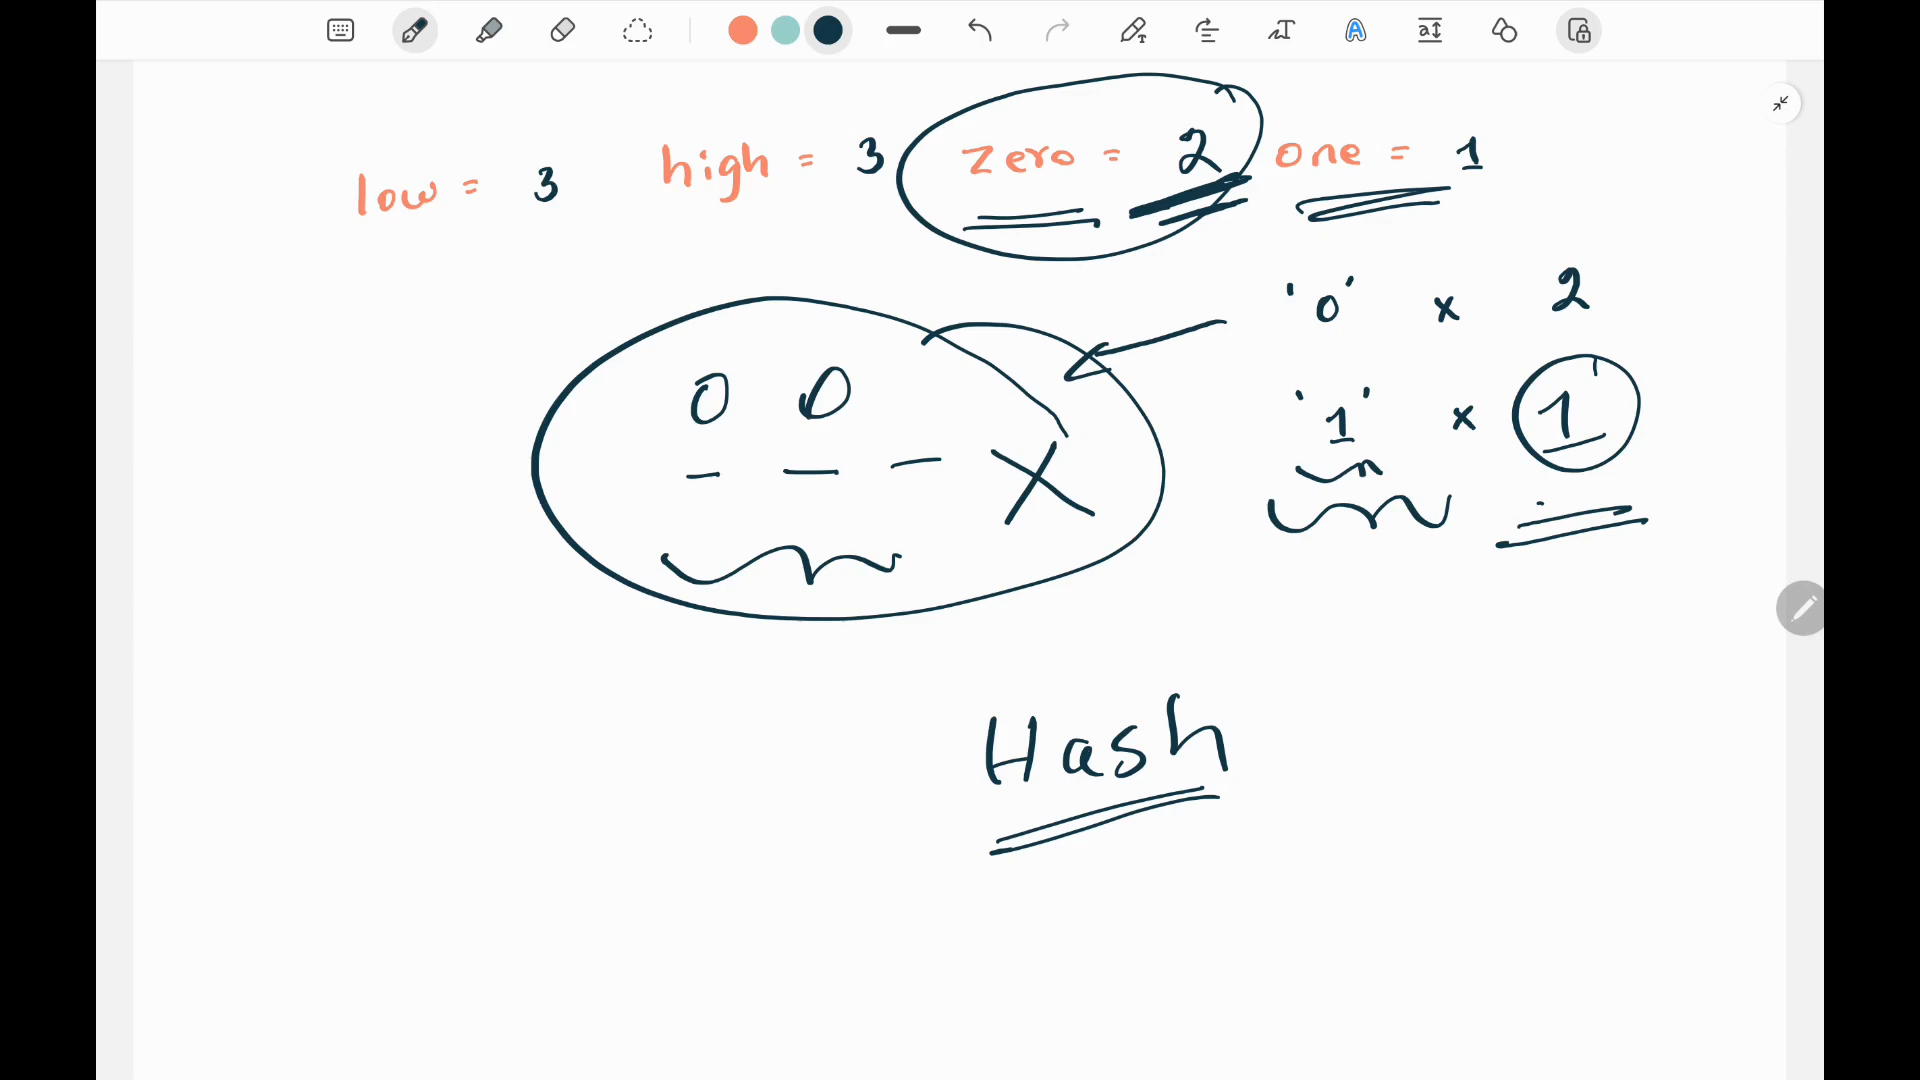 low = 3 high = 3 zero = 2 one = 1
'0' x 2
0 0
'1' x 1
_ _ _ X
Hash